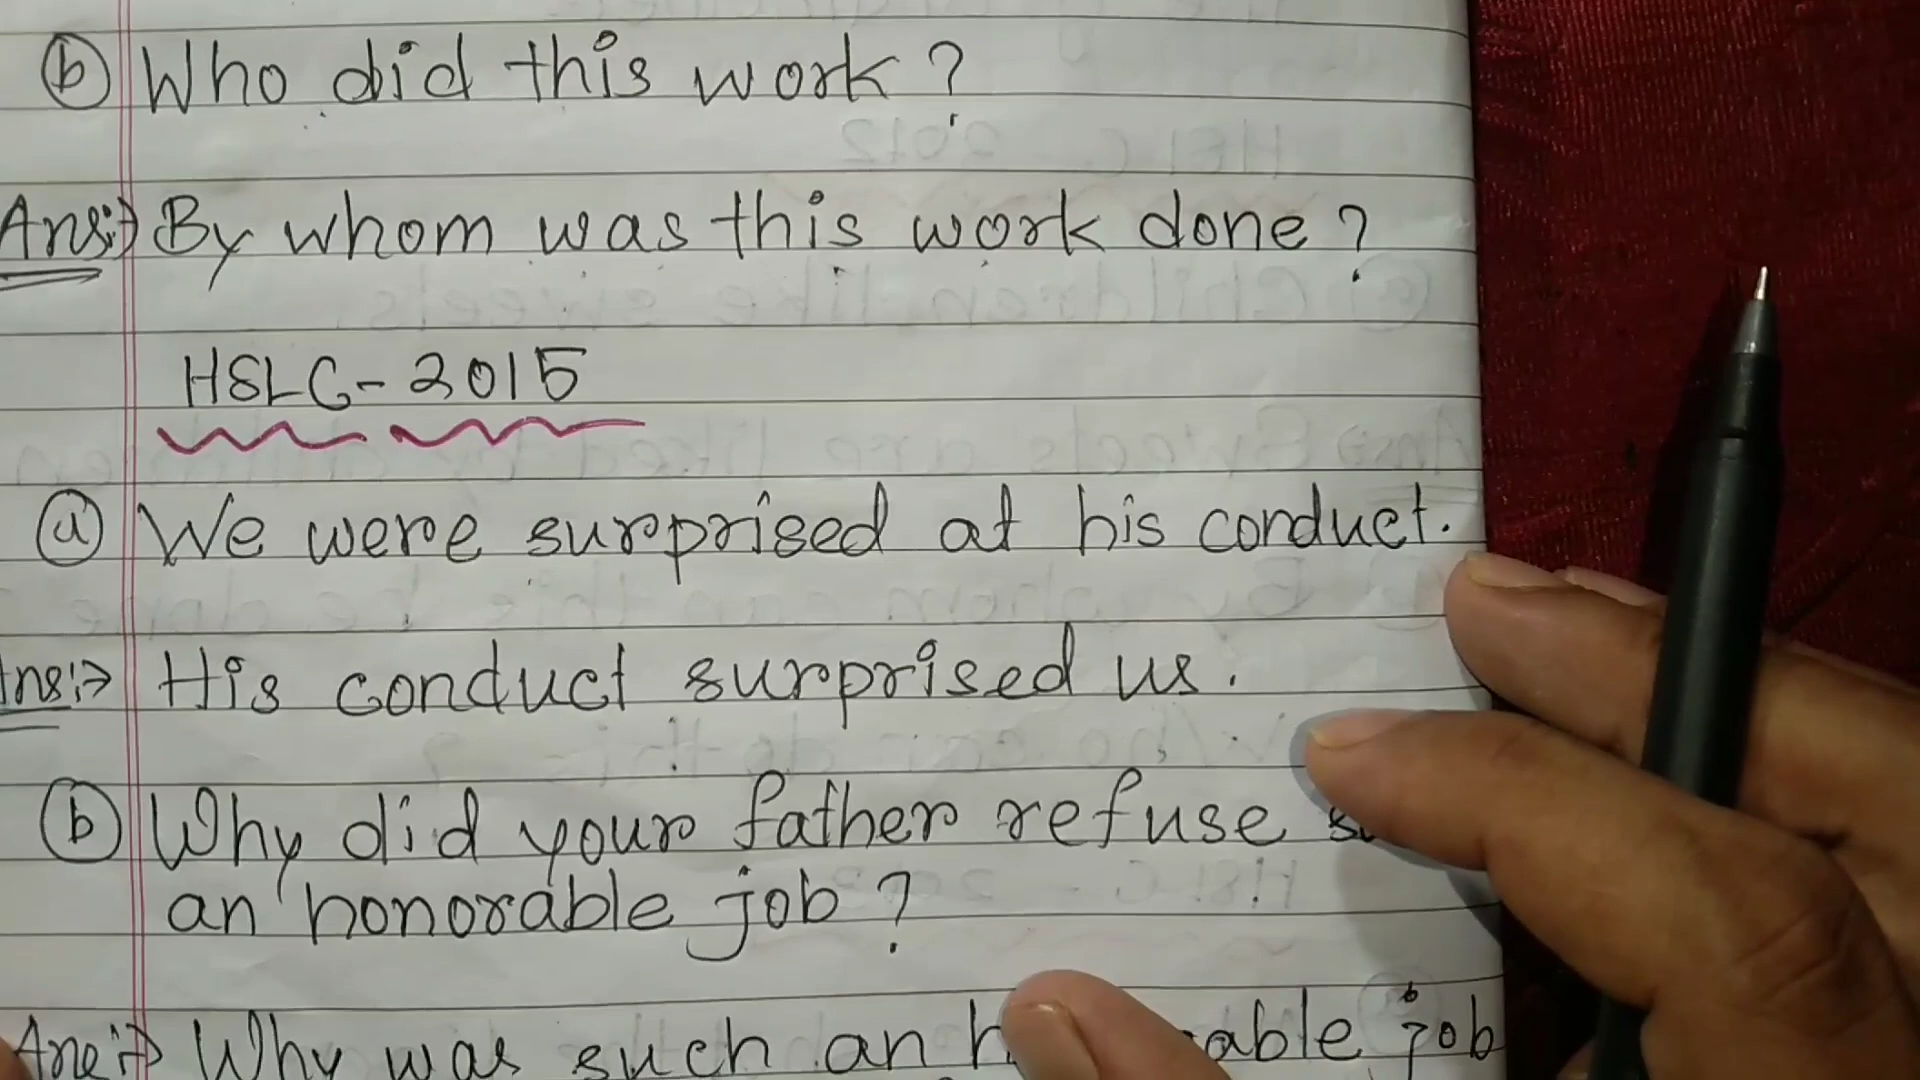 ⓑ Who did this work?
Ans:→ By whom was this work done?
HSLC-2015
ⓐ We were surprised at his conduct.
Ans:→ His conduct surprised us.
ⓑ Why did your father refuse
an honorable job?
Ans:→ Why was such an job